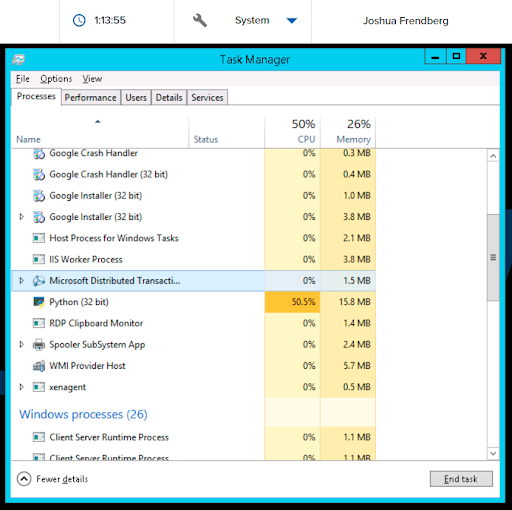 1:13:55 System Joshua Frendberg
Task Manager
File Options View
Processes Performance Users Details Services
50% 26%
Name Status CPU Memory
Google Crash Handler 0% 0.3 MB
Google Crash Handler (32 bit) 0% 0.4 MB
Google Installer (32 bit) 0% 1.0 MB
Google Installer (32 bit) 0% 3.8 MB
Host Process for Windows Tasks 0% 2.1 MB
IIS Worker Process 0% 3.8 MB
Microsoft Distributed Transacti... 0% 1.5 MB
Python (32 bit) 50.5% 15.8 MB
RDP Clipboard Monitor 0% 1.4 MB
Spooler SubSystem App 0% 2.4 MB
WMI Provider Host 0% 5.7 MB
xenagent 0% 0.5 MB
Windows processes (26)
Client Server Runtime Process 0% 1.1 MB
Client Server Runtime Process 0% 1.1 MB
Fewer details End task